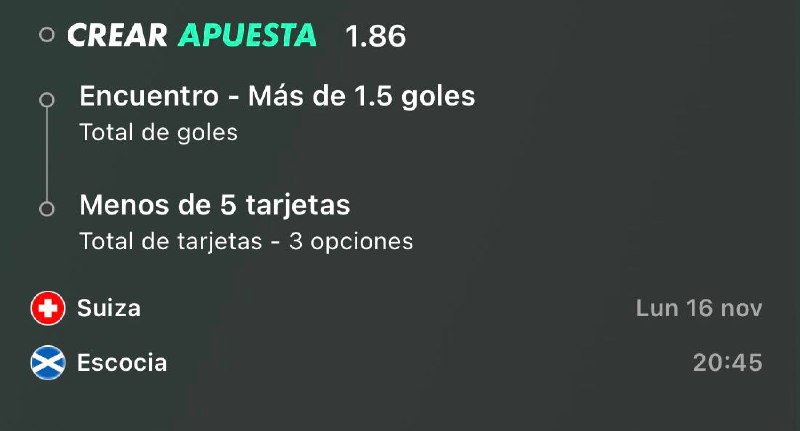 CREAR APUESTA 1.86
Encuentro - Más de 1.5 goles
Total de goles
Menos de 5 tarjetas
Total de tarjetas - 3 opciones
Suiza Lun 16 nov
Escocia 20:45